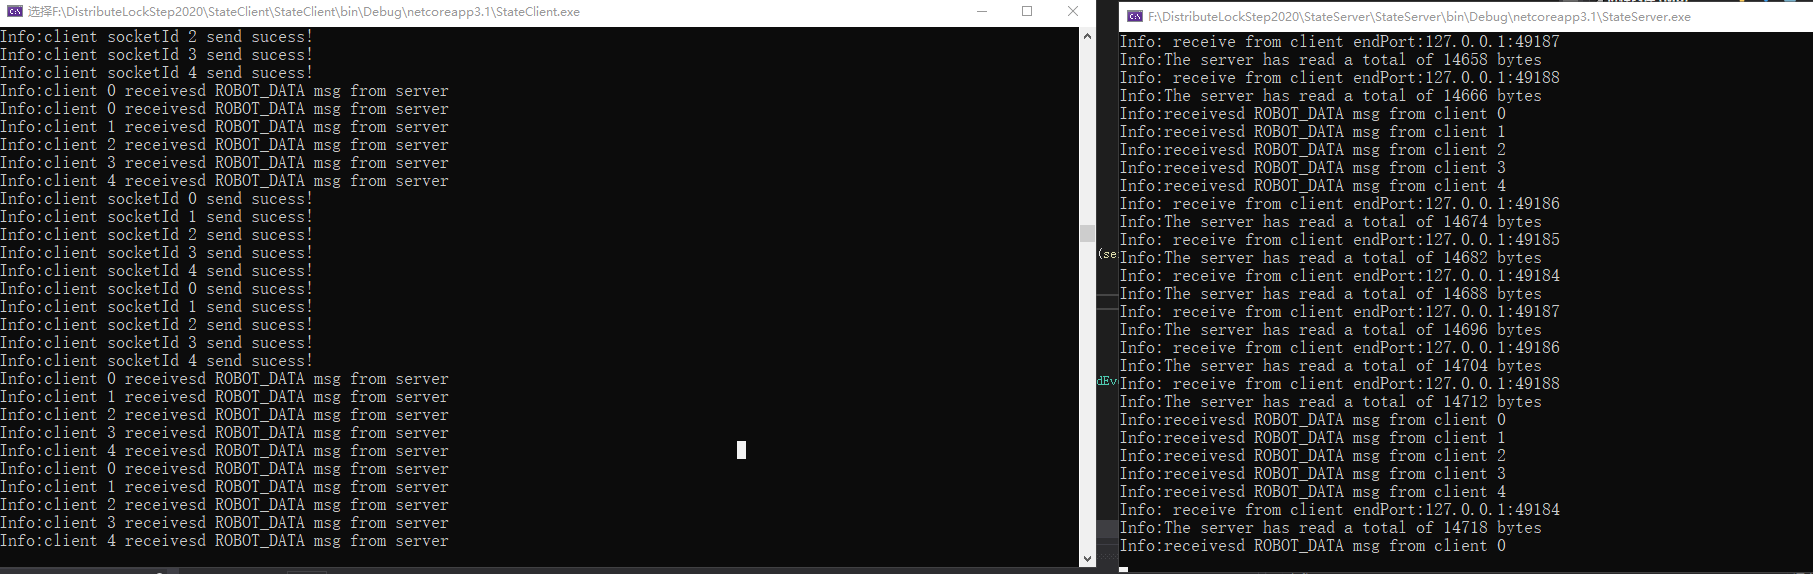 选择F:\DistributeLockStep2020\StateClient\StateClient\bin\Debug\netcoreapp3.1\StateClient.exe
Info:client socketId 2 send sucess!
Info:client socketId 3 send sucess!
Info:client socketId 4 send sucess!
Info:client 0 receivesd ROBOT_DATA msg from server
Info:client 0 receivesd ROBOT_DATA msg from server
Info:client 1 receivesd ROBOT_DATA msg from server
Info:client 2 receivesd ROBOT_DATA msg from server
Info:client 3 receivesd ROBOT_DATA msg from server
Info:client 4 receivesd ROBOT_DATA msg from server
Info:client socketId 0 send sucess!
Info:client socketId 1 send sucess!
Info:client socketId 2 send sucess!
Info:client socketId 3 send sucess!
Info:client socketId 4 send sucess!
Info:client socketId 0 send sucess!
Info:client socketId 1 send sucess!
Info:client socketId 2 send sucess!
Info:client socketId 3 send sucess!
Info:client socketId 4 send sucess!
Info:client 0 receivesd ROBOT_DATA msg from server
Info:client 1 receivesd ROBOT_DATA msg from server
Info:client 2 receivesd ROBOT_DATA msg from server
Info:client 3 receivesd ROBOT_DATA msg from server
Info:client 4 receivesd ROBOT_DATA msg from server
Info:client 0 receivesd ROBOT_DATA msg from server
Info:client 1 receivesd ROBOT_DATA msg from server
Info:client 2 receivesd ROBOT_DATA msg from server
Info:client 3 receivesd ROBOT_DATA msg from server
Info:client 4 receivesd ROBOT_DATA msg from server
(se
dEv
F:\DistributeLockStep2020\StateServer\StateServer\bin\Debug\netcoreapp3.1\StateServer.exe
Info: receive from client endPort:127.0.0.1:49187
Info:The server has read a total of 14658 bytes
Info: receive from client endPort:127.0.0.1:49188
Info:The server has read a total of 14666 bytes
Info:receivesd ROBOT_DATA msg from client 0
Info:receivesd ROBOT_DATA msg from client 1
Info:receivesd ROBOT_DATA msg from client 2
Info:receivesd ROBOT_DATA msg from client 3
Info:receivesd ROBOT_DATA msg from client 4
Info: receive from client endPort:127.0.0.1:49186
Info:The server has read a total of 14674 bytes
Info: receive from client endPort:127.0.0.1:49185
Info:The server has read a total of 14682 bytes
Info: receive from client endPort:127.0.0.1:49184
Info:The server has read a total of 14688 bytes
Info: receive from client endPort:127.0.0.1:49187
Info:The server has read a total of 14696 bytes
Info: receive from client endPort:127.0.0.1:49186
Info:The server has read a total of 14704 bytes
Info: receive from client endPort:127.0.0.1:49188
Info:The server has read a total of 14712 bytes
Info:receivesd ROBOT_DATA msg from client 0
Info:receivesd ROBOT_DATA msg from client 1
Info:receivesd ROBOT_DATA msg from client 2
Info:receivesd ROBOT_DATA msg from client 3
Info:receivesd ROBOT_DATA msg from client 4
Info: receive from client endPort:127.0.0.1:49184
Info:The server has read a total of 14718 bytes
Info:receivesd ROBOT_DATA msg from client 0